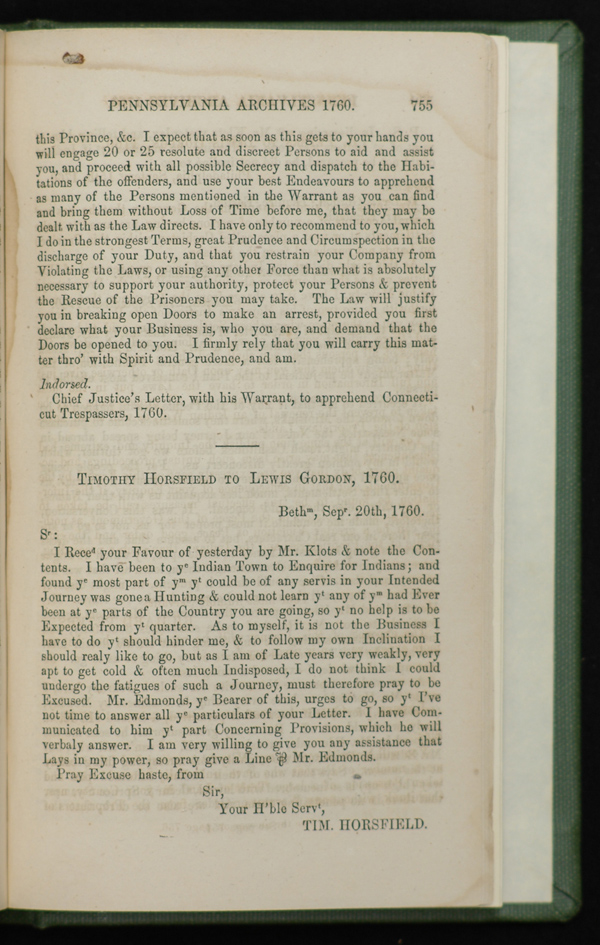 PENNSYLVANIA ARCHIVES 1760. 755
this Province, &c. I expect that as soon as this gets to your hands you
will engage 20 or 25 resolute and discreet Persons to aid and assist
you, and proceed with all possible Secrecy and dispatch to the Habi-
tations of the offenders, and use your best Endeavours to apprehend
as many of the Persons mentioned in the Warrant as you can find
and bring them without Loss of Time before me, that they may be
dealt with as the Law directs. I have only to recommend to you, which
I do in the strongest Terms, great Prudence and Circumspection in the
discharge of your Duty, and that you restrain your Company from
Violating the Laws, or using any other Force than what is absolutely
necessary to support your authority, protect your Persons & prevent
the Rescue of the Prisoners you may take. The Law will justify
you in breaking open Doors to make an arrest, provided you first
declare what your Business is, who you are, and demand that the
Doors be opened to you. I firmly rely that you will carry this mat-
ter thro' with Spirit and Prudence, and am.
Indorsed.
Chief Justice's Letter, with his Warrant, to apprehend Connecti-
cut Trespassers, 1760.
TIMOTHY HORSFIELD TO LEWIS GORDON, 1760.
Bethᵐ, Sepʳ. 20th, 1760.
Sʳ:
I Receᵈ your Favour of yesterday by Mr. Klots & note the Con-
tents. I have been to yᵉ Indian Town to Enquire for Indians; and
found yᵉ most part of yᵐ yᵗ could be of any servis in your Intended
Journey was gone a Hunting & could not learn yᵗ any of yᵐ had Ever
been at yᵉ parts of the Country you are going, so yᵗ no help is to be
Expected from yᵗ quarter. As to myself, it is not the Business I
have to do yᵗ should hinder me, & to follow my own Inclination I
should realy like to go, but as I am of Late years very weakly, very
apt to get cold & often much Indisposed, I do not think I could
undergo the fatigues of such a Journey, must therefore pray to be
Excused. Mr. Edmonds, yᵉ Bearer of this, urges to go, so yᵗ I've
not time to answer all yᵉ particulars of your Letter. I have Com-
municated to him yᵗ part Concerning Provisions, which he will
verbaly answer. I am very willing to give you any assistance that
Lays in my power, so pray give a Line ⅌ Mr. Edmonds.
Pray Excuse haste, from
Sir,
Your H'ble Servᵗ,
TIM. HORSFIELD.